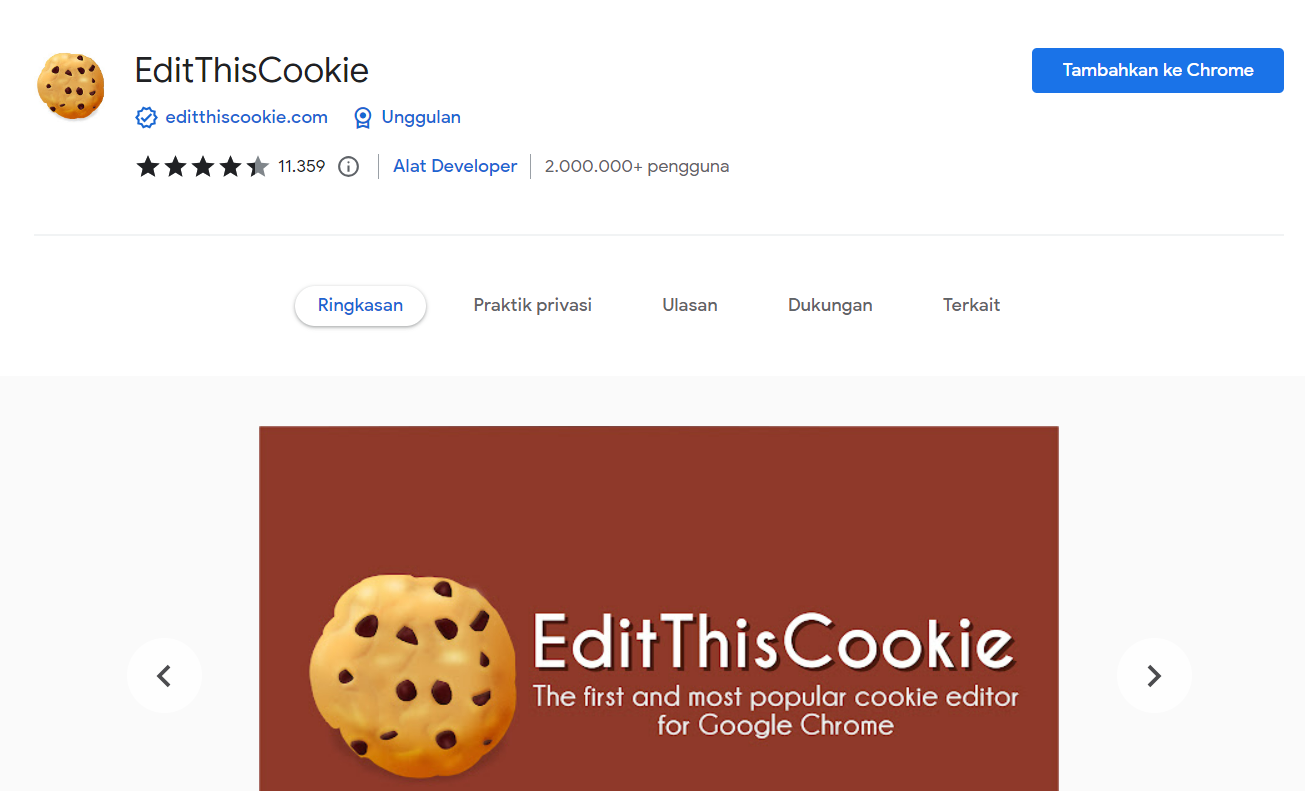 EditThisCookie
Tambahkan ke Chrome
editthiscookie.com Unggulan
11.359 Alat Developer 2.000.000+ pengguna
Ringkasan Praktik privasi Ulasan Dukungan Terkait
EditThisCookie
The first and most popular cookie editor
for Google Chrome